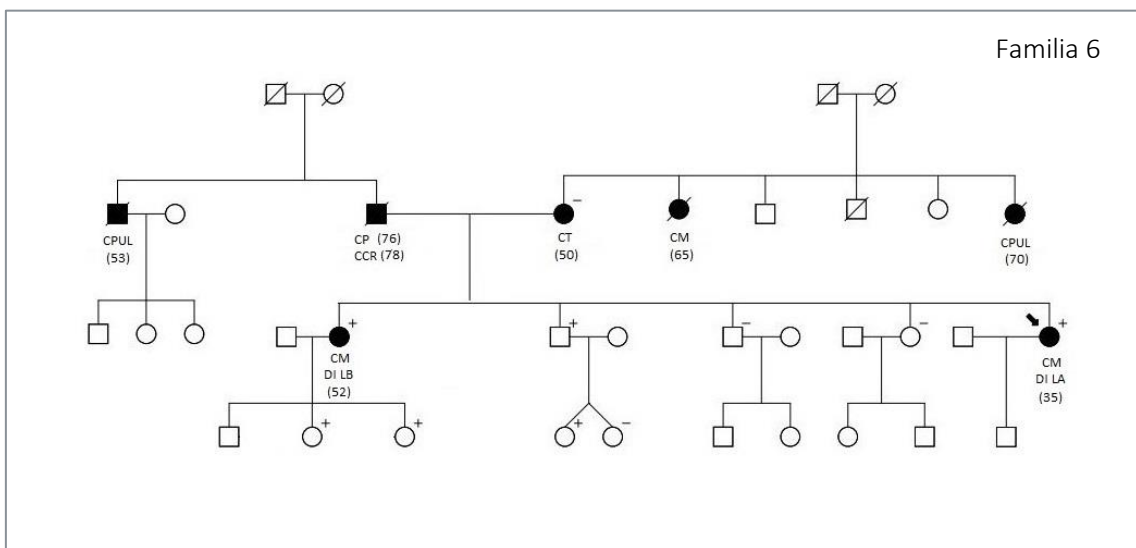 Familia 6
CPUL
(53)
CP (76)
CCR (78)
-
CT
(50)
CM
(65)
CPUL
(70)
+
CM
DI LB
(52)
+
-
-
+
CM
DI LA
(35)
+
+
+
-